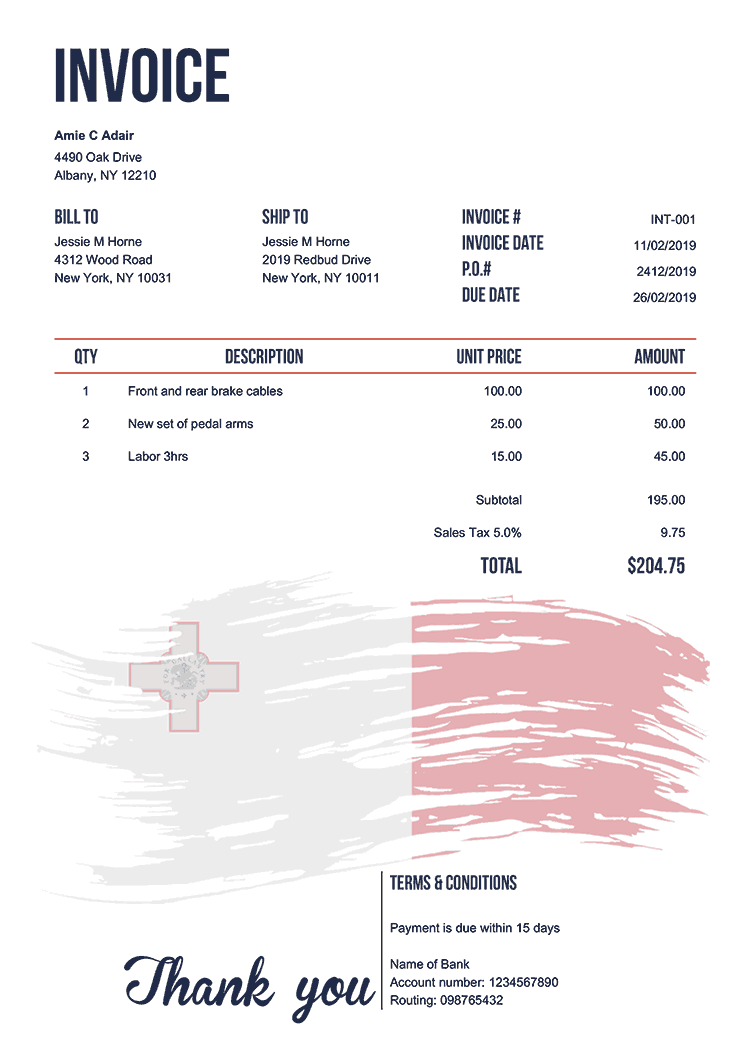 INVOICE
Amie C Adair
4490 Oak Drive
Albany, NY 12210
BILL TO
Jessie M Horne
4312 Wood Road
New York, NY 10031
SHIP TO
Jessie M Horne
2019 Redbud Drive
New York, NY 10011
INVOICE # INT-001
INVOICE DATE 11/02/2019
P.O.# 2412/2019
DUE DATE 26/02/2019
QTY DESCRIPTION UNIT PRICE AMOUNT
1 Front and rear brake cables 100.00 100.00
2 New set of pedal arms 25.00 50.00
3 Labor 3hrs 15.00 45.00
Subtotal 195.00
Sales Tax 5.0% 9.75
TOTAL $204.75
TERMS & CONDITIONS
Payment is due within 15 days
Name of Bank
Account number: 1234567890
Routing: 098765432
Thank you